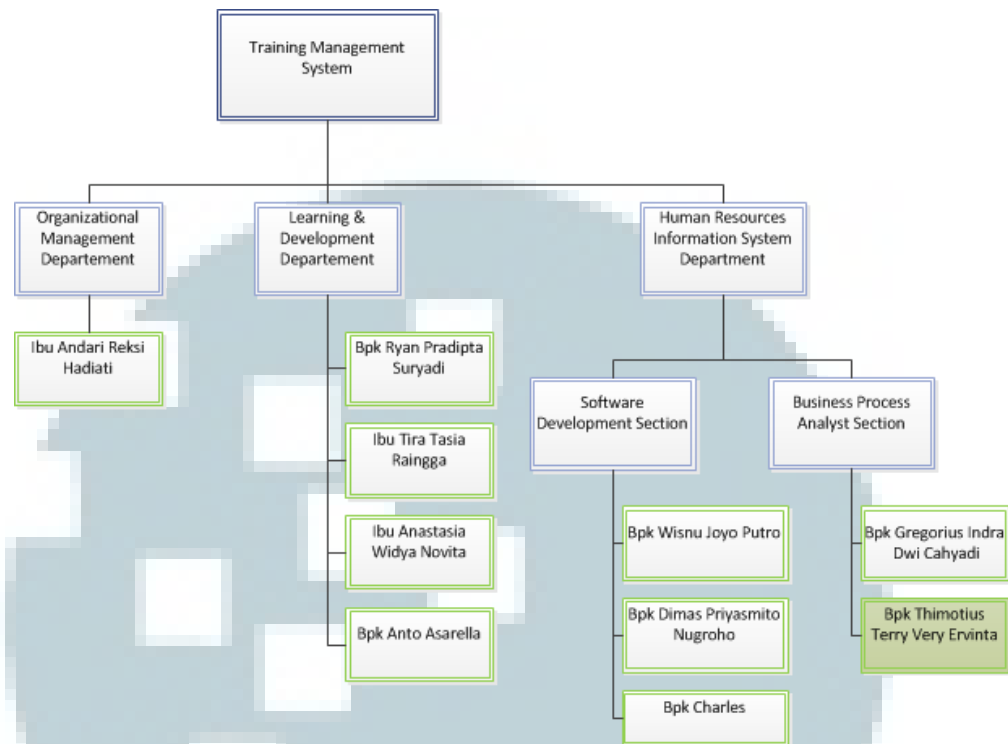 Training Management
System
Organizational
Management
Departement
Learning &
Development
Departement
Human Resources
Information System
Department
Ibu Andari Reksi
Hadiati
Bpk Ryan Pradipta
Suryadi
Ibu Tira Tasia
Raingga
Ibu Anastasia
Widya Novita
Bpk Anto Asarella
Software
Development Section
Business Process
Analyst Section
Bpk Wisnu Joyo Putro
Bpk Dimas Priyasmito
Nugroho
Bpk Charles
Bpk Gregorius Indra
Dwi Cahyadi
Bpk Thimotius
Terry Very Ervinta